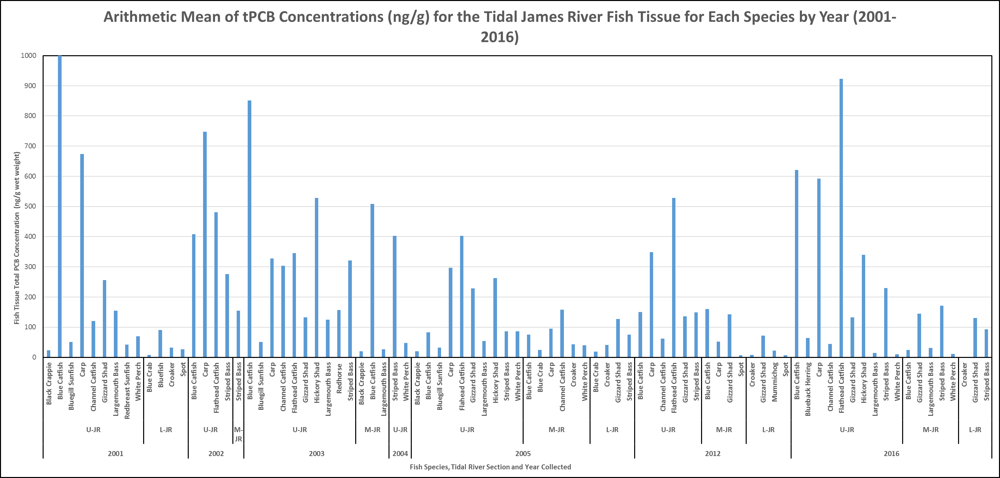 Arithmetic Mean of tPCB Concentrations (ng/g) for the Tidal James River Fish Tissue for Each Species by Year (2001-
2016)
Fish Tissue Total PCB Concentration (ng/g wet weight)
1000
900
800
700
600
500
400
300
200
100
0
Black Crappie
Blue Catfish
Bluegill Sunfish
Carp
Channel Catfish
Gizzard Shad
Largemouth Bass
Redbreast Sunfish
White Perch
Blue Crab
Bluefish
Croaker
Spot
Blue Catfish
Carp
Flathead Catfish
Striped Bass
Striped Bass
Blue Catfish
Bluegill Sunfish
Carp
Channel Catfish
Flathead Catfish
Gizzard Shad
Hickory Shad
Largemouth Bass
Redhorse
Striped Bass
Black Crappie
Blue Catfish
Largemouth Bass
Striped Bass
White Perch
Black Crappie
Blue Catfish
Bluegill Sunfish
Carp
Flahead Catfish
Gizzard Shad
Largemouth Bass
Hickory Shad
Striped Bass
White Perch
Blue Catfish
Blue Crab
Carp
Channel Catfish
Croaker
White Perch
Blue Crab
Croaker
Gizzard Shad
Striped Bass
Blue Catfish
Carp
Channel Catfish
Flathead Catfish
Gizzard Shad
Striped Bass
Blue Catfish
Carp
Gizzard Shad
Spot
Croaker
Gizzard Shad
Mummichog
Spot
Blue Catfish
Blueback Herring
Carp
Channel Catfish
Flathead Catfish
Gizzard Shad
Hickory Shad
Largemouth Bass
Striped Bass
White Perch
Blue Catfish
Gizzard Shad
Largemouth Bass
Striped Bass
White Perch
Croaker
Gizzard Shad
Striped Bass
U-JR
L-JR
U-JR
M-
JR
U-JR
M-JR
U-JR
U-JR
M-JR
L-JR
U-JR
M-JR
L-JR
U-JR
M-JR
L-JR
2001
2002
2003
2004
2005
2012
2016
Fish Species, Tidal River Section and Year Collected